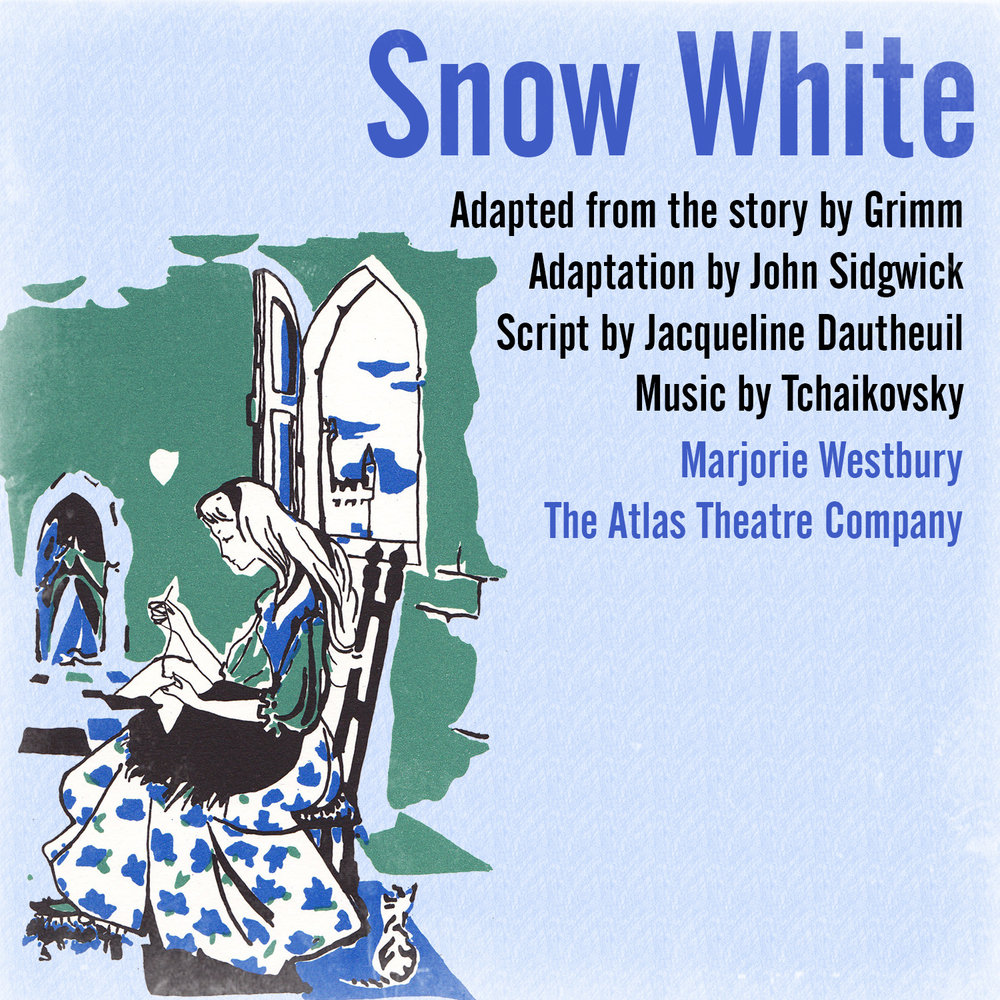 Snow White
Adapted from the story by Grimm
Adaptation by John Sidgwick
Script by Jacqueline Dautheuil
Music by Tchaikovsky
Marjorie Westbury
The Atlas Theatre Company